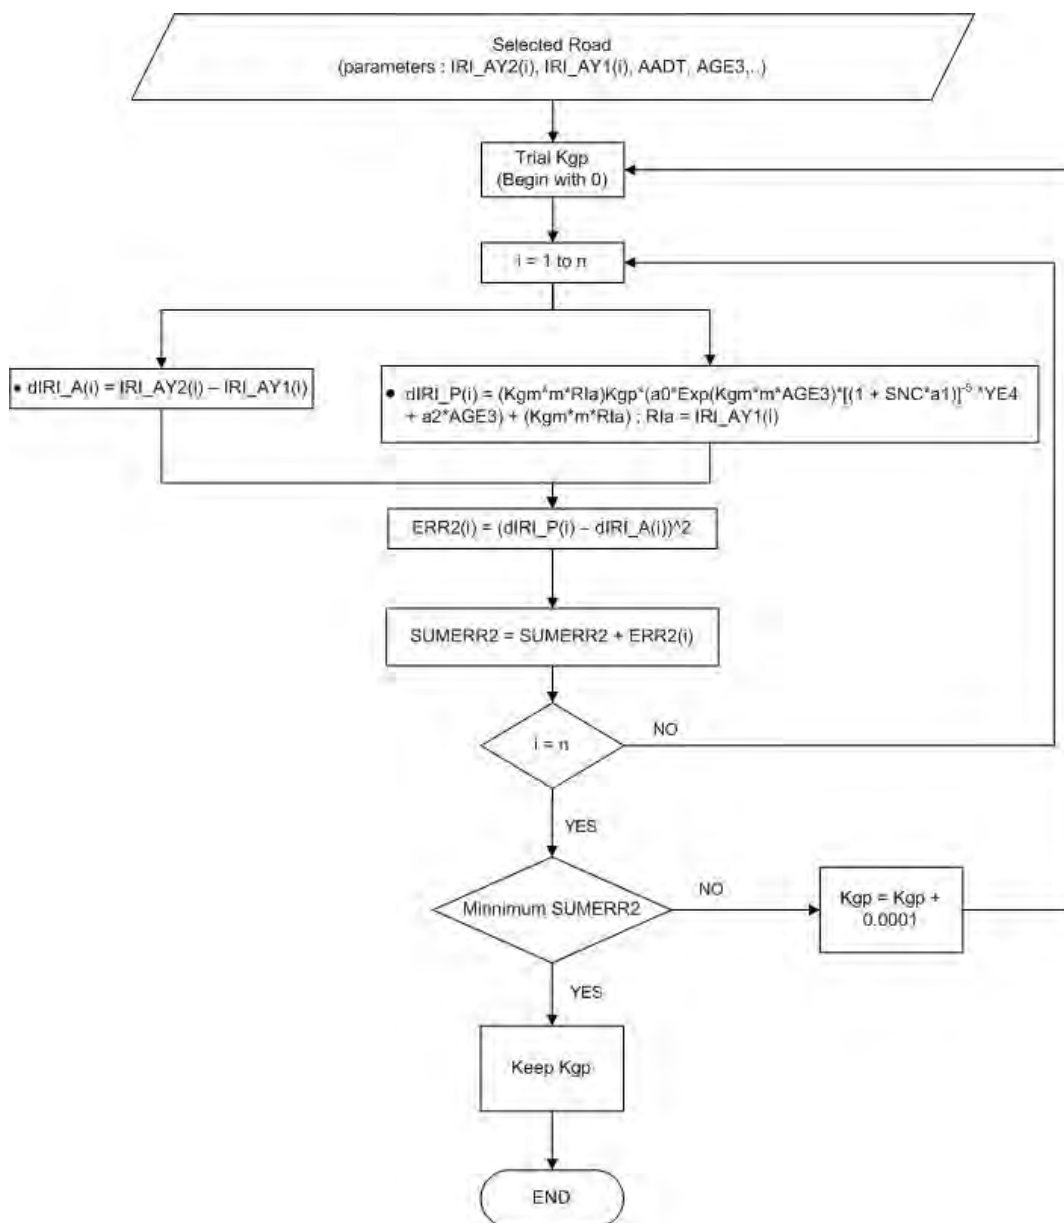 Selected Road
(parameters : IRI_AY2(i), IRI_AY1(i), AADT, AGE3,..)
Trial Kgp
(Begin with 0)
i = 1 to n
• dIRI_A(i) = IRI_AY2(i) – IRI_AY1(i)
• dIRI_P(i) = (Kgm*m*RIa)Kgp*(a0*Exp(Kgm*m*AGE3)*[(1 + SNC*a1)]-5 *YE4
+ a2*AGE3) + (Kgm*m*RIa) ; RIa = IRI_AY1(i)
ERR2(i) = (dIRI_P(i) – dIRI_A(i))^2
SUMERR2 = SUMERR2 + ERR2(i)
i = n
NO
YES
Minnimum SUMERR2
NO
Kgp = Kgp +
0.0001
YES
Keep Kgp
END